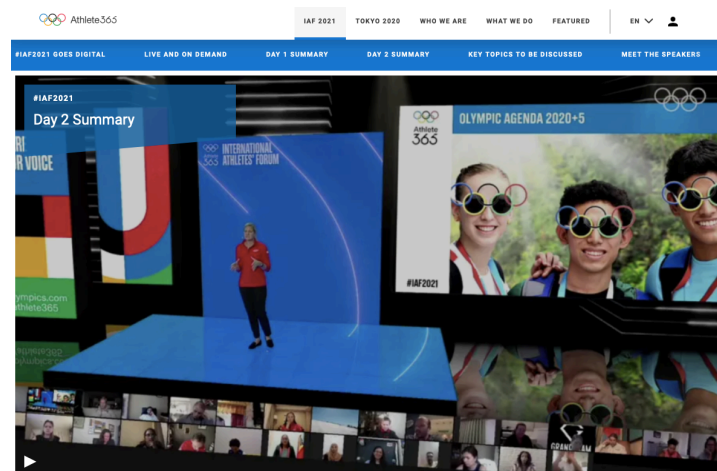 Athlete365
IAF 2021
TOKYO 2020
WHO WE ARE
WHAT WE DO
FEATURED
EN
#IAF2021 GOES DIGITAL
LIVE AND ON DEMAND
DAY 1 SUMMARY
DAY 2 SUMMARY
KEY TOPICS TO BE DISCUSSED
MEET THE SPEAKERS
#IAF2021
Day 2 Summary
R VOICE
ympics.com
thlete365
365
INTERNATIONAL
ATHLETES' FORUM
Athlete
365
OLYMPIC AGENDA 2020+5
#IAF2021